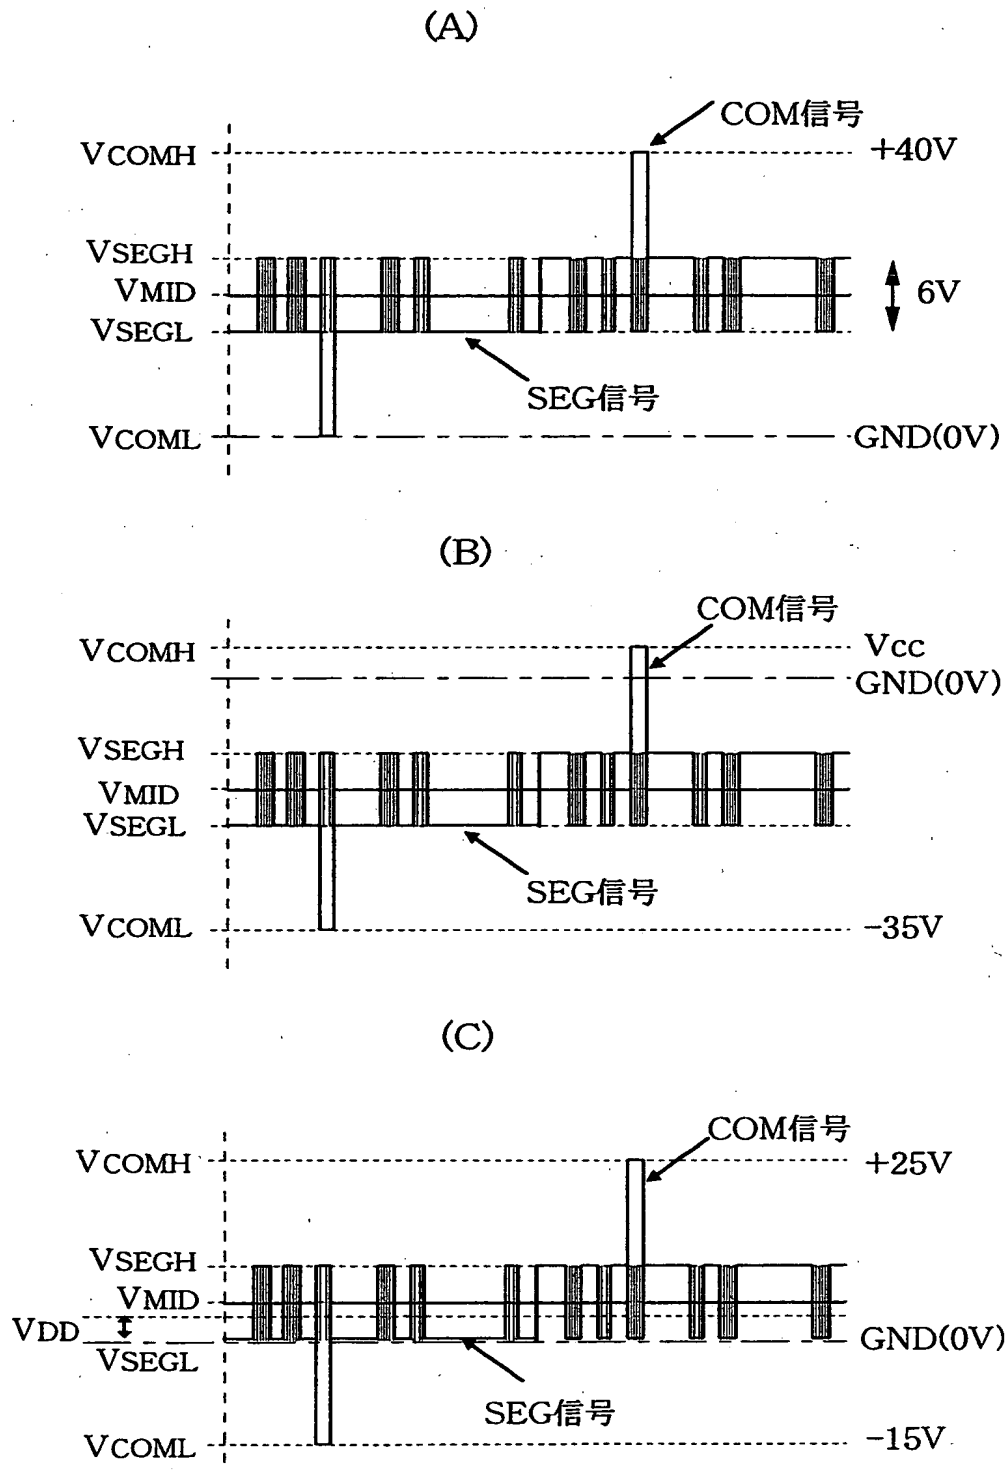 (A)
COM信号
VCOMH
+40V
VSEGH
VMID
6V
VSEGL
SEG信号
VCOML
GND(0V)
(B)
COM信号
VCOMH
Vcc
GND(0V)
VSEGH
VMID
VSEGL
SEG信号
VCOML
-35V
(C)
COM信号
VCOMH
+25V
VSEGH
VMID
VDD
GND(0V)
VSEGL
SEG信号
VCOML
-15V